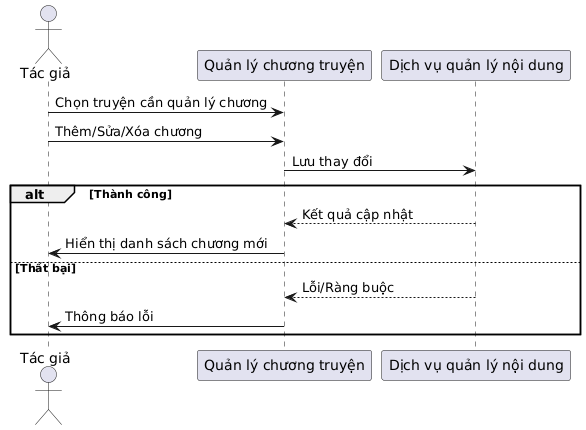 Tác giả
Quản lý chương truyện
Dịch vụ quản lý nội dung
Chọn truyện cần quản lý chương
Thêm/Sửa/Xóa chương
Lưu thay đổi
alt
[Thành công]
Kết quả cập nhật
Hiển thị danh sách chương mới
[Thất bại]
Lỗi/Ràng buộc
Thông báo lỗi
Tác giả
Quản lý chương truyện
Dịch vụ quản lý nội dung